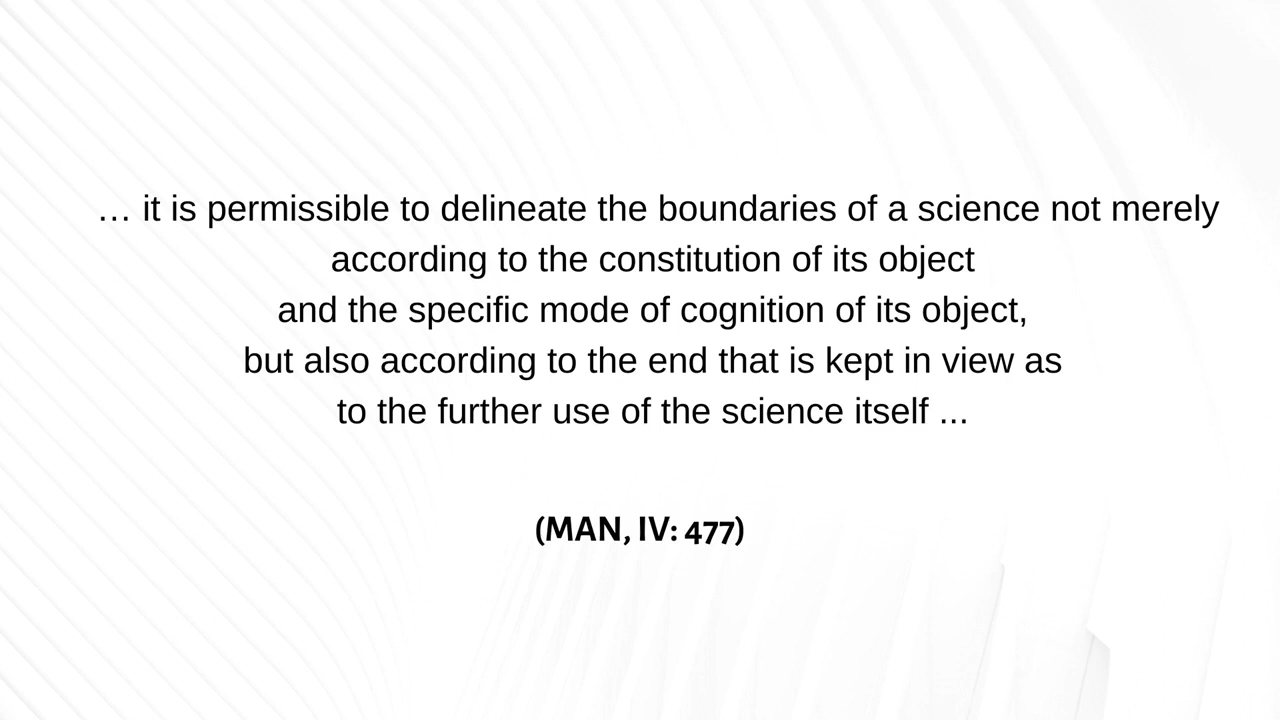 … it is permissible to delineate the boundaries of a science not merely
according to the constitution of its object
and the specific mode of cognition of its object,
but also according to the end that is kept in view as
to the further use of the science itself ...
(MAN, IV: 477)